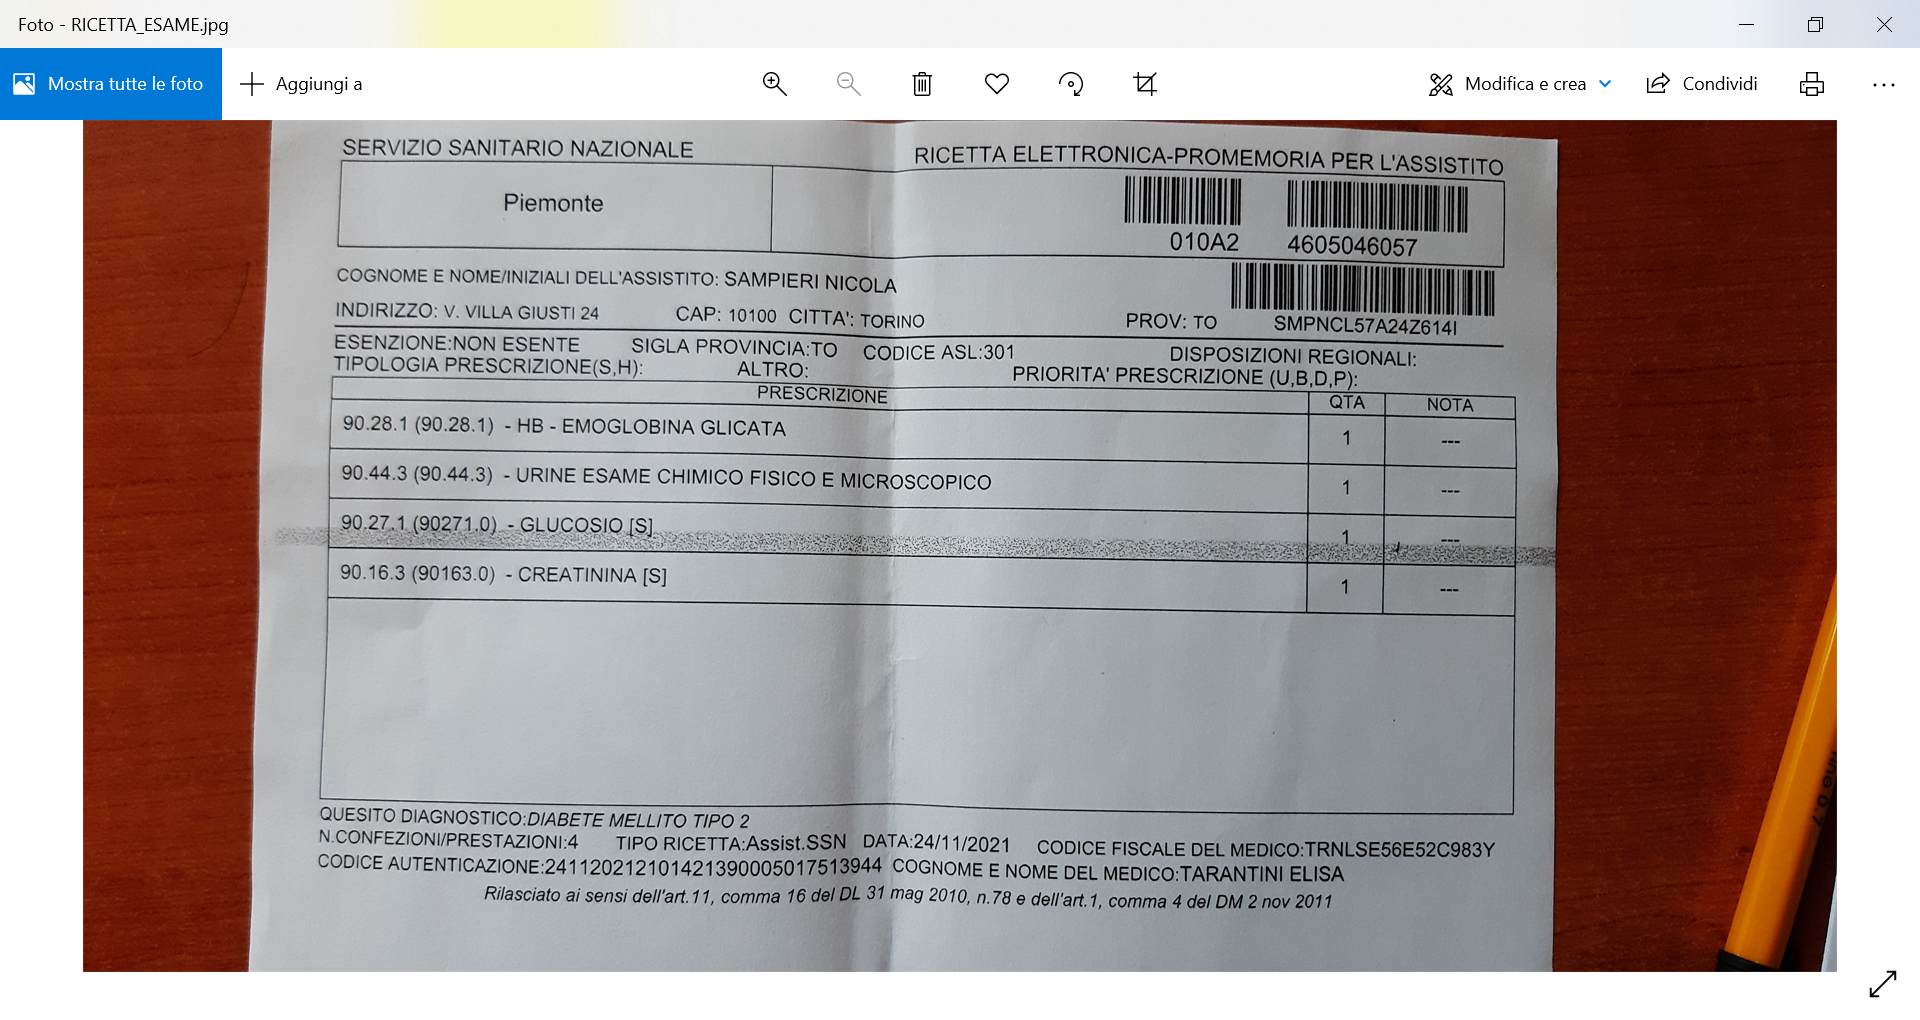 Foto - RICETTA_ESAME.jpg
Mostra tutte le foto
Aggiungi a
Modifica e crea
Condividi
SERVIZIO SANITARIO NAZIONALE
RICETTA ELETTRONICA-PROMEMORIA PER L'ASSISTITO
Piemonte
010A2 4605046057
COGNOME E NOME/INIZIALI DELL'ASSISTITO: SAMPIERI NICOLA
INDIRIZZO: V. VILLA GIUSTI 24 CAP: 10100 CITTA': TORINO PROV: TO SMPNCL57A24Z614I
ESENZIONE:NON ESENTE SIGLA PROVINCIA:TO CODICE ASL:301 DISPOSIZIONI REGIONALI:
TIPOLOGIA PRESCRIZIONE(S,H): ALTRO: PRIORITA' PRESCRIZIONE (U,B,D,P):
PRESCRIZIONE QTA NOTA
90.28.1 (90.28.1) - HB - EMOGLOBINA GLICATA 1 ---
90.44.3 (90.44.3) - URINE ESAME CHIMICO FISICO E MICROSCOPICO 1 ---
90.27.1 (90271.0) - GLUCOSIO [S] 1 ---
90.16.3 (90163.0) - CREATININA [S] 1 ---
QUESITO DIAGNOSTICO:DIABETE MELLITO TIPO 2
N.CONFEZIONI/PRESTAZIONI:4 TIPO RICETTA:Assist.SSN DATA:24/11/2021 CODICE FISCALE DEL MEDICO:TRNLSE56E52C983Y
CODICE AUTENTICAZIONE:241120212101421390005017513944 COGNOME E NOME DEL MEDICO:TARANTINI ELISA
Rilasciato ai sensi dell'art.11, comma 16 del DL 31 mag 2010, n.78 e dell'art.1, comma 4 del DM 2 nov 2011